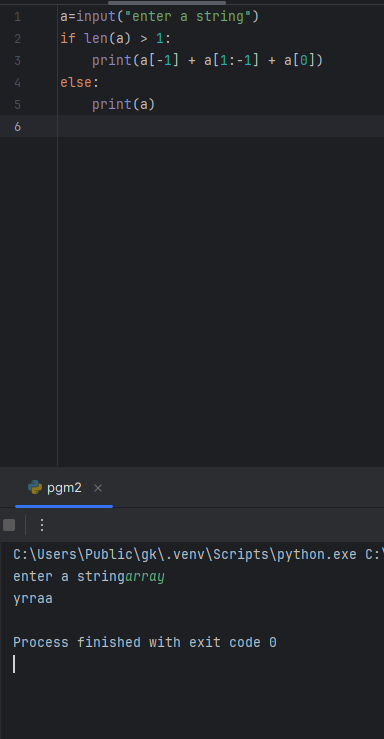 1 a=input("enter a string")
2 if len(a) > 1:
3     print(a[-1] + a[1:-1] + a[0])
4 else:
5     print(a)
6
pgm2 ×
C:\Users\Public\gk\.venv\Scripts\python.exe C:\
enter a stringarray
yrraa
Process finished with exit code 0